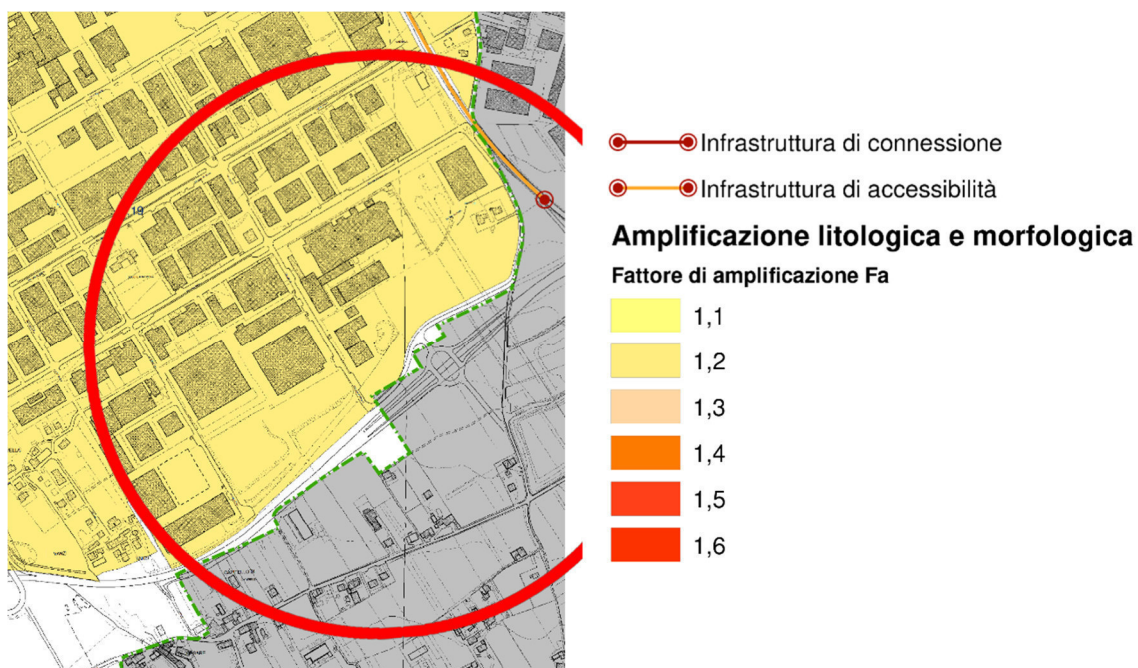 Infrastruttura di connessione
Infrastruttura di accessibilità
Amplificazione litologica e morfologica
Fattore di amplificazione Fa
1,1
1,2
1,3
1,4
1,5
1,6